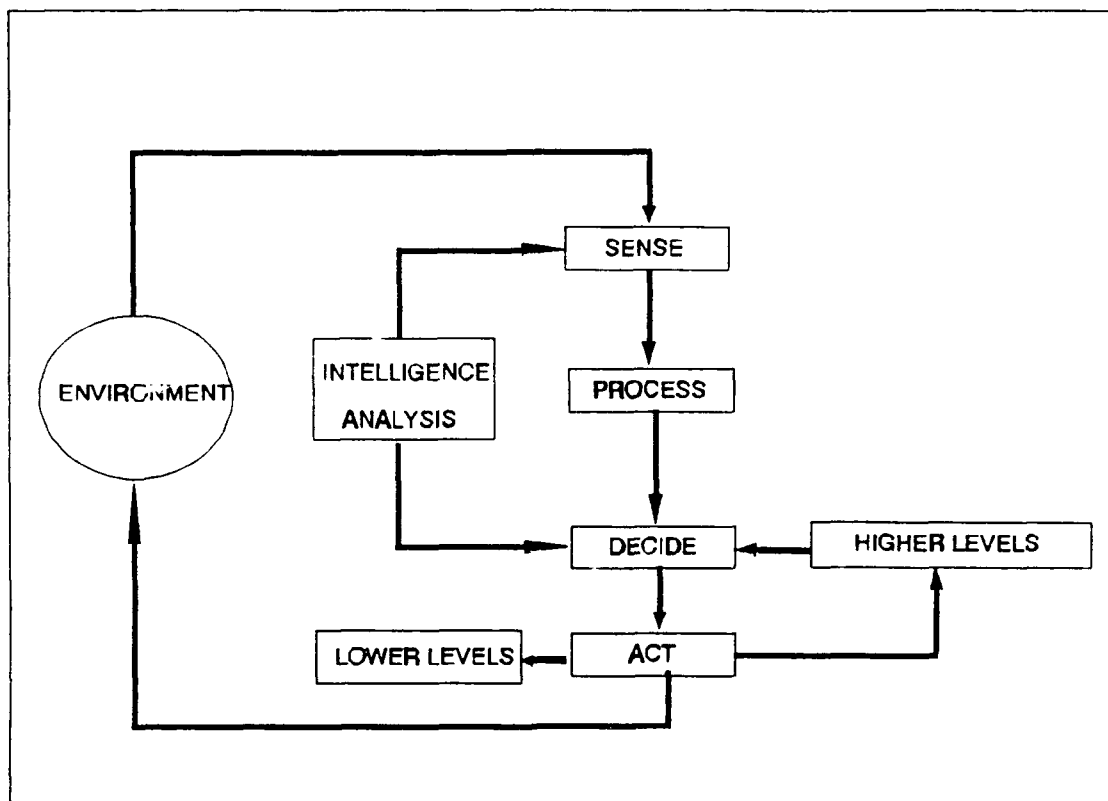 SENSE
INTELLIGENCE
ANALYSIS
ENVIRONMENT
PROCESS
DECIDE
HIGHER LEVELS
LOWER LEVELS
ACT